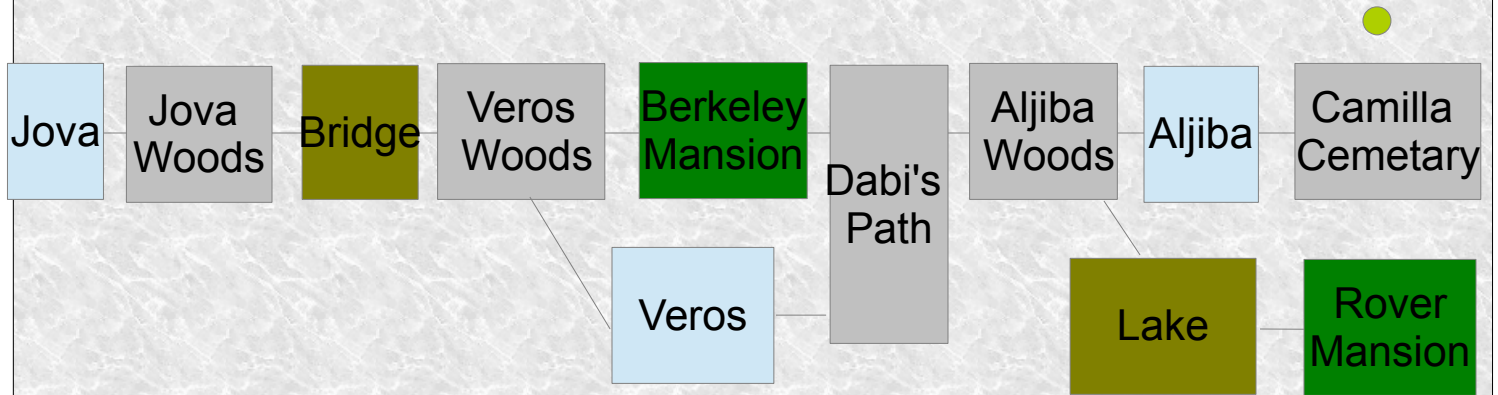 Jova
Jova
Woods
Bridge
Veros
Woods
Berkeley
Mansion
Dabi's
Path
Aljiba
Woods
Aljiba
Camilla
Cemetary
Veros
Lake
Rover
Mansion